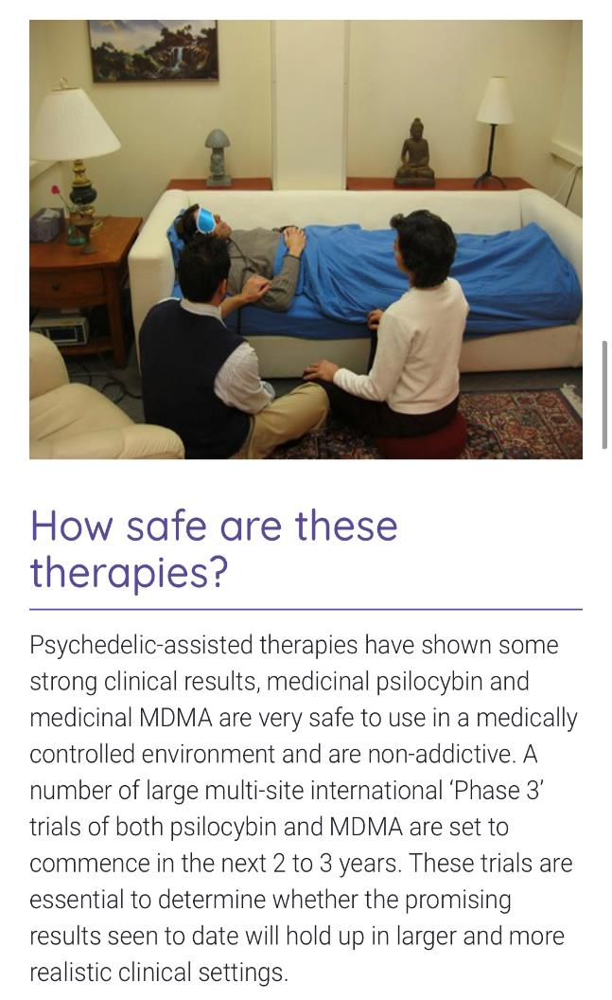 How safe are these
therapies?
Psychedelic-assisted therapies have shown some
strong clinical results, medicinal psilocybin and
medicinal MDMA are very safe to use in a medically
controlled environment and are non-addictive. A
number of large multi-site international ‘Phase 3’
trials of both psilocybin and MDMA are set to
commence in the next 2 to 3 years. These trials are
essential to determine whether the promising
results seen to date will hold up in larger and more
realistic clinical settings.